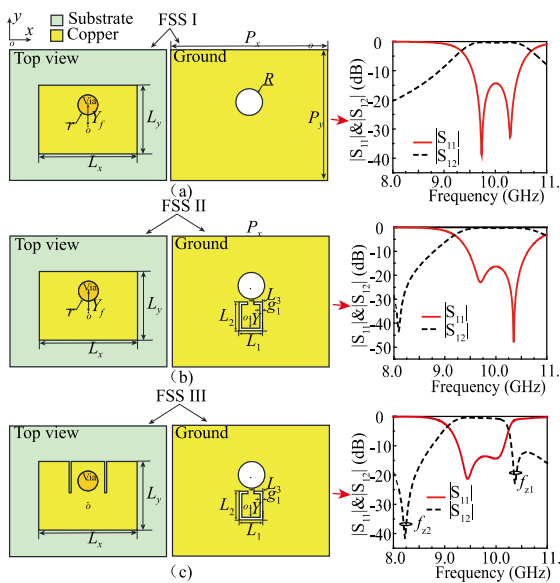 y
x
o
Substrate
Copper
FSS I
Top view
Via
r
Y_f
o
L_y
L_x
Ground
P_x
o
R
P_y
(a)
|S11|&|S12| (dB)
0
-10
-20
-30
-40
|S11|
|S12|
8.0 9.0 10.0 11.
Frequency (GHz)
FSS II
Top view
Via
r
Y_f
o
L_y
L_x
Ground
P_x
L_3
g_1
L_2
o
Y
L_1
(b)
|S11|&|S12| (dB)
0
-10
-20
-30
-40
-50
|S11|
|S12|
8.0 9.0 10.0 11.
Frequency (GHz)
FSS III
Top view
Via
o
L_y
L_x
Ground
L_3
g_1
L_2
o
Y
L_1
(c)
|S11|&|S12| (dB)
0
-10
-20
-30
-40
|S11|
|S12|
f_z1
f_z2
8.0 9.0 10.0 11.
Frequency (GHz)